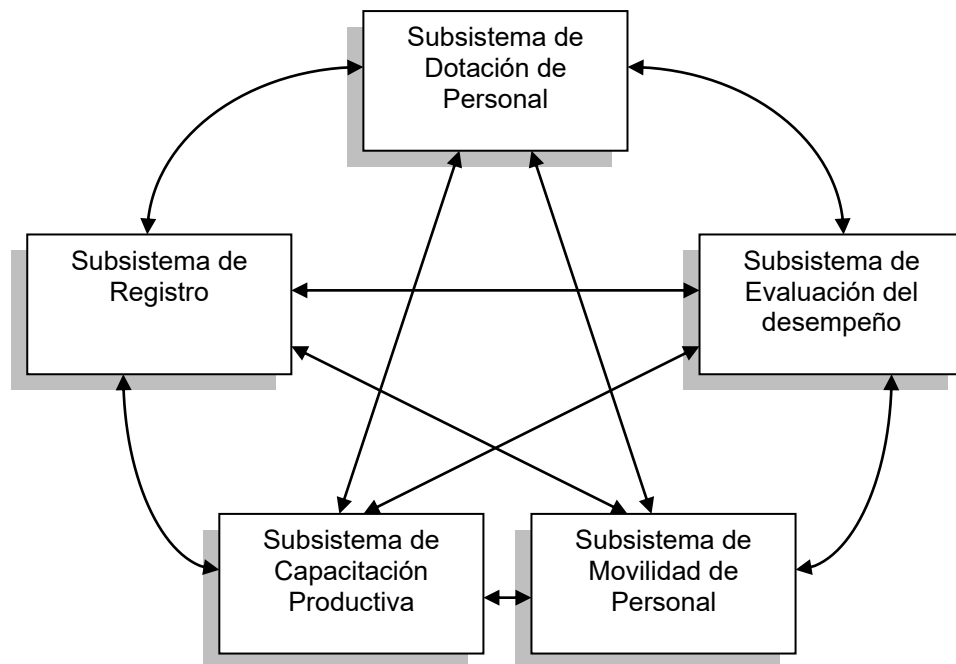 Subsistema de
Dotación de
Personal
Subsistema de
Registro
Subsistema de
Evaluación del
desempeño
Subsistema de
Capacitación
Productiva
Subsistema de
Movilidad de
Personal